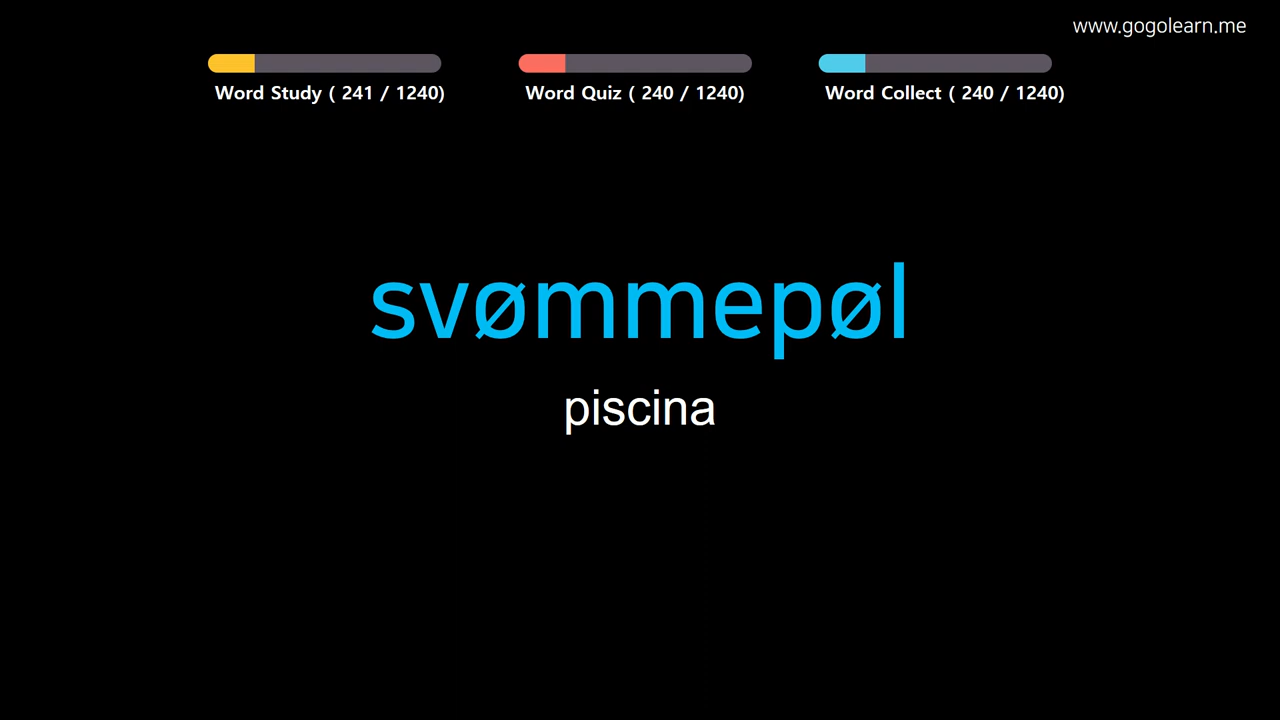 www.gogolearn.me
Word Study ( 241 / 1240)
Word Quiz ( 240 / 1240)
Word Collect ( 240 / 1240)
svømmepøl
piscina